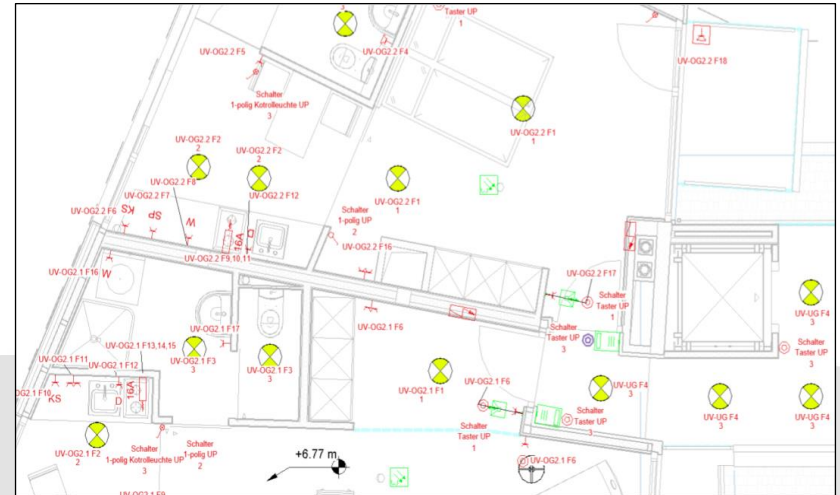 3
Taster UP
1
UV-OG2.2 F5
UV-OG2.2 F4
UV-OG2.2 F18
Schalter
1-polig Kotrolleuchte UP
3
UV-OG2.2 F1
1
UV-OG2.2 F2
2
UV-OG2.2 F2
2
UV-OG2.2 F8
UV-OG2.2 F7
UV-OG2.2 F12
UV-OG2.2 F1
1
UV-OG2.2 F6
KS
SP
W
16A
D
Schalter
1-polig UP
2
UV-OG2.2 F16
UV-OG2.2 F9,10,11
UV-OG2.1 F16
W
UV-OG2.2 F17
Schalter
Taster UP
1
UV-OG2.1 F17
UV-OG2.1 F6
Schalter
Taster UP
3
UV-UG F4
3
Schalter
Taster UP
3
UV-OG2.1 F13,14,15
UV-OG2.1 F3
3
UV-OG2.1 F3
3
UV-OG2.1 F11
UV-OG2.1 F12
UV-OG2.1 F1
1
UV-OG2.1 F6
UV-UG F4
3
UV-UG F4
3
UV-UG F4
3
OG2.1 F10
KS
D
16A
Schalter
Taster UP
3
Schalter
Taster UP
1
UV-OG2.1 F2
2
Schalter
1-polig Kotrolleuchte UP
3
Schalter
1-polig UP
2
+6.77 m
UV-OG2.1 F6
UV-OG2.1 F9